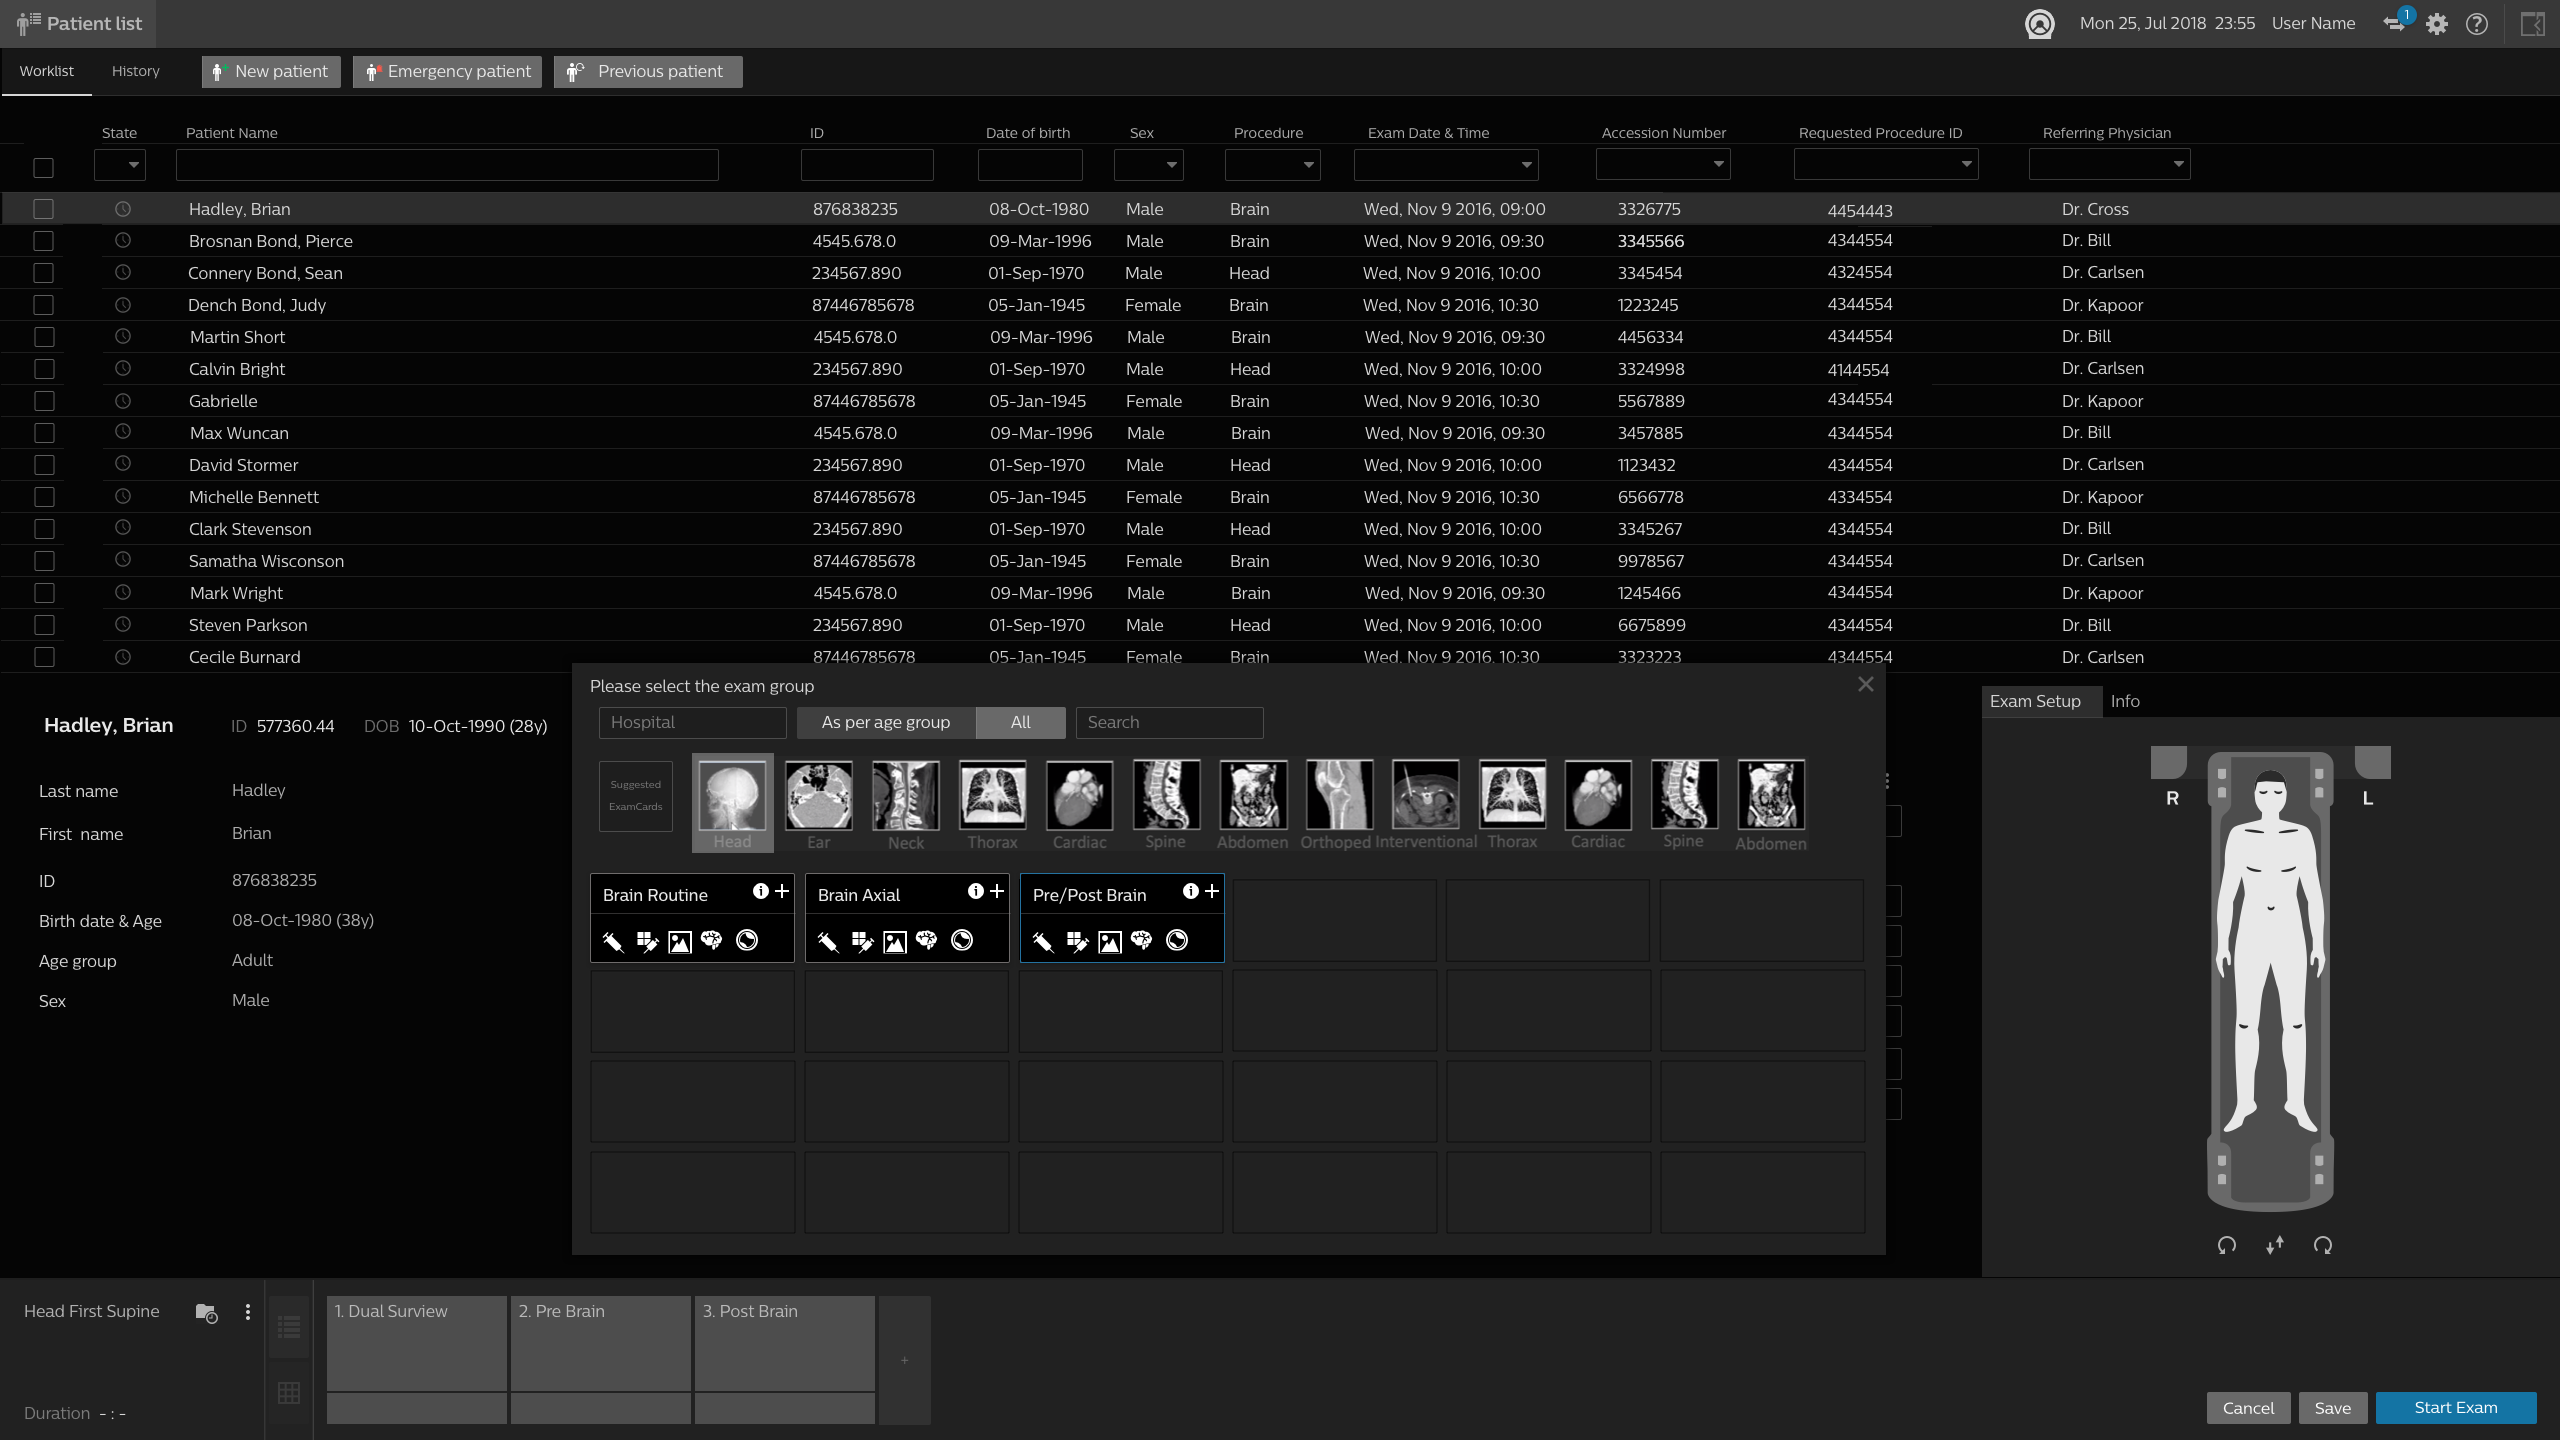 Patient list
Mon 25, Jul 2018 23:55 User Name 1
Worklist History New patient Emergency patient Previous patient
State Patient Name ID Date of birth Sex Procedure Exam Date & Time Accession Number Requested Procedure ID Referring Physician
Hadley, Brian 876838235 08-Oct-1980 Male Brain Wed, Nov 9 2016, 09:00 3326775 4454443 Dr. Cross
Brosnan Bond, Pierce 4545.678.0 09-Mar-1996 Male Brain Wed, Nov 9 2016, 09:30 3345566 4344554 Dr. Bill
Connery Bond, Sean 234567.890 01-Sep-1970 Male Head Wed, Nov 9 2016, 10:00 3345454 4324554 Dr. Carlsen
Dench Bond, Judy 87446785678 05-Jan-1945 Female Brain Wed, Nov 9 2016, 10:30 1223245 4344554 Dr. Kapoor
Martin Short 4545.678.0 09-Mar-1996 Male Brain Wed, Nov 9 2016, 09:30 4456334 4344554 Dr. Bill
Calvin Bright 234567.890 01-Sep-1970 Male Head Wed, Nov 9 2016, 10:00 3324998 4144554 Dr. Carlsen
Gabrielle 87446785678 05-Jan-1945 Female Brain Wed, Nov 9 2016, 10:30 5567889 4344554 Dr. Kapoor
Max Wuncan 4545.678.0 09-Mar-1996 Male Brain Wed, Nov 9 2016, 09:30 3457885 4344554 Dr. Bill
David Stormer 234567.890 01-Sep-1970 Male Head Wed, Nov 9 2016, 10:00 1123432 4344554 Dr. Carlsen
Michelle Bennett 87446785678 05-Jan-1945 Female Brain Wed, Nov 9 2016, 10:30 6566778 4334554 Dr. Kapoor
Clark Stevenson 234567.890 01-Sep-1970 Male Head Wed, Nov 9 2016, 10:00 3345267 4344554 Dr. Bill
Samatha Wisconson 87446785678 05-Jan-1945 Female Brain Wed, Nov 9 2016, 10:30 9978567 4344554 Dr. Carlsen
Mark Wright 4545.678.0 09-Mar-1996 Male Brain Wed, Nov 9 2016, 09:30 1245466 4344554 Dr. Kapoor
Steven Parkson 234567.890 01-Sep-1970 Male Head Wed, Nov 9 2016, 10:00 6675899 4344554 Dr. Bill
Cecile Burnard 87446785678 05-Jan-1945 Female Brain Wed, Nov 9 2016, 10:30 3323223 4344554 Dr. Carlsen
Hadley, Brian ID 577360.44 DOB 10-Oct-1990 (28y)
Last name Hadley
First name Brian
ID 876838235
Birth date & Age 08-Oct-1980 (38y)
Age group Adult
Sex Male
Please select the exam group
Hospital As per age group All Search
Suggested
ExamCards
Head Ear Neck Thorax Cardiac Spine Abdomen Orthoped Interventional Thorax Cardiac Spine Abdomen
Brain Routine Brain Axial Pre/Post Brain
Exam Setup Info
R L
Head First Supine
1. Dual Surview 2. Pre Brain 3. Post Brain
+
Duration - : -
Cancel Save Start Exam